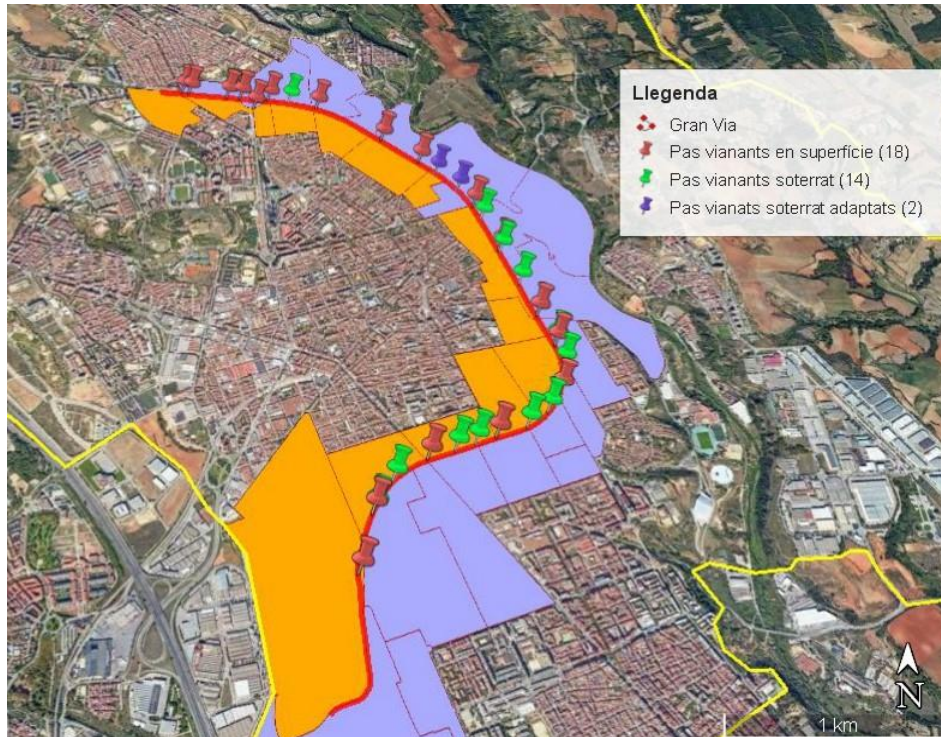 Llegenda
Gran Via
Pas vianants en superfície (18)
Pas vianants soterrat (14)
Pas vianats soterrat adaptats (2)
N
1 km